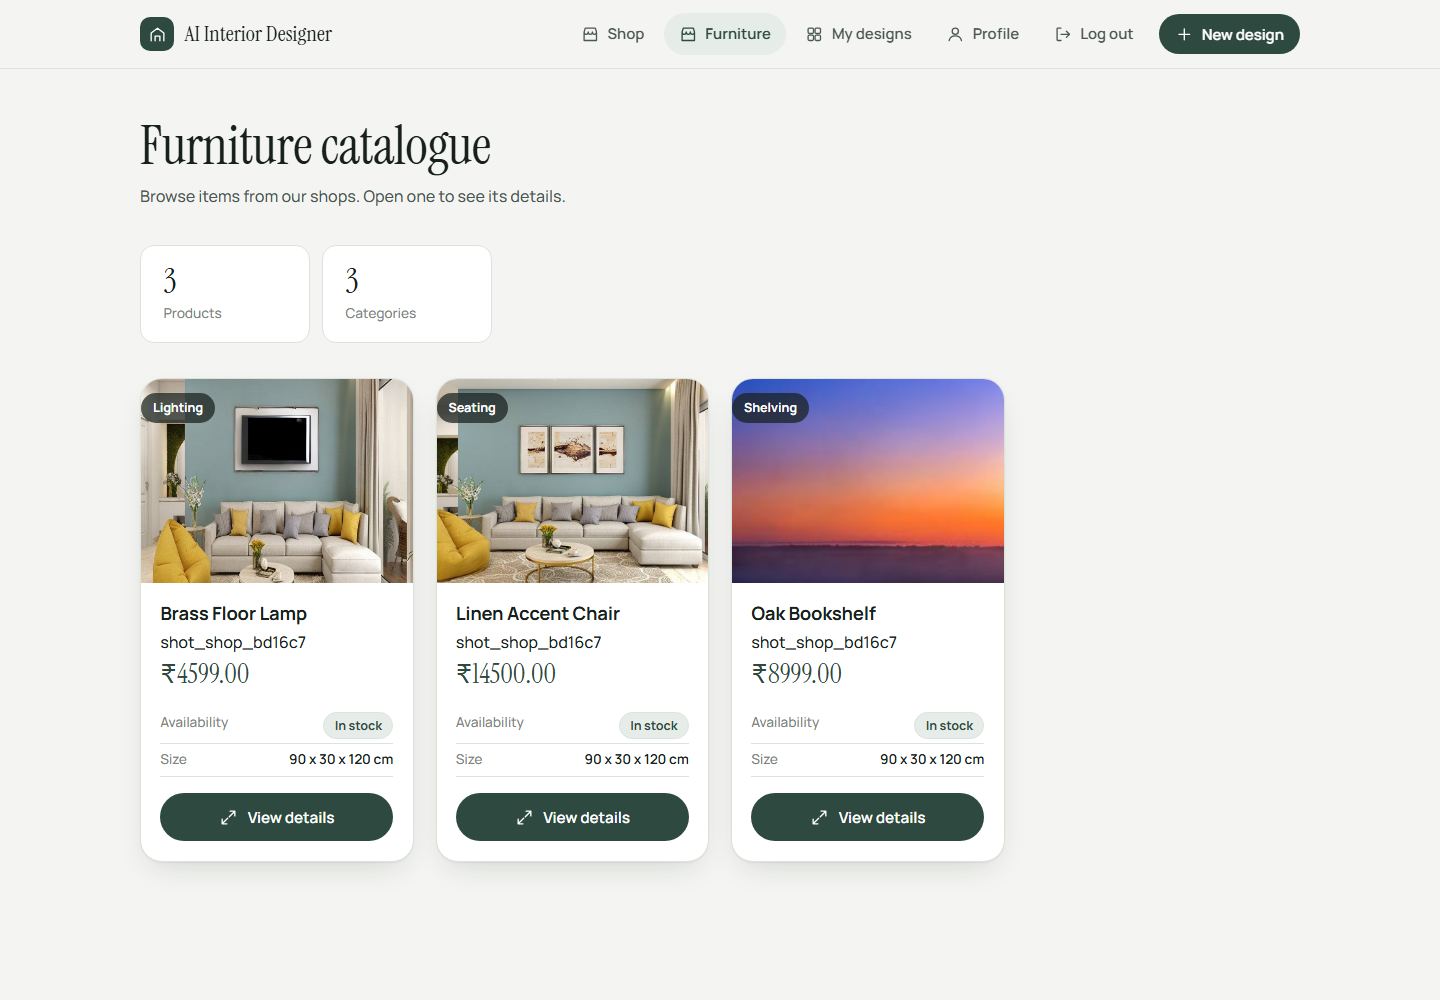 AI Interior Designer
Shop
Furniture
My designs
Profile
Log out
New design
Furniture catalogue
Browse items from our shops. Open one to see its details.
3
Products
3
Categories
Lighting
Brass Floor Lamp
shot_shop_bd16c7
₹4599.00
Availability
In stock
Size
90 x 30 x 120 cm
View details
Seating
Linen Accent Chair
shot_shop_bd16c7
₹14500.00
Availability
In stock
Size
90 x 30 x 120 cm
View details
Shelving
Oak Bookshelf
shot_shop_bd16c7
₹8999.00
Availability
In stock
Size
90 x 30 x 120 cm
View details